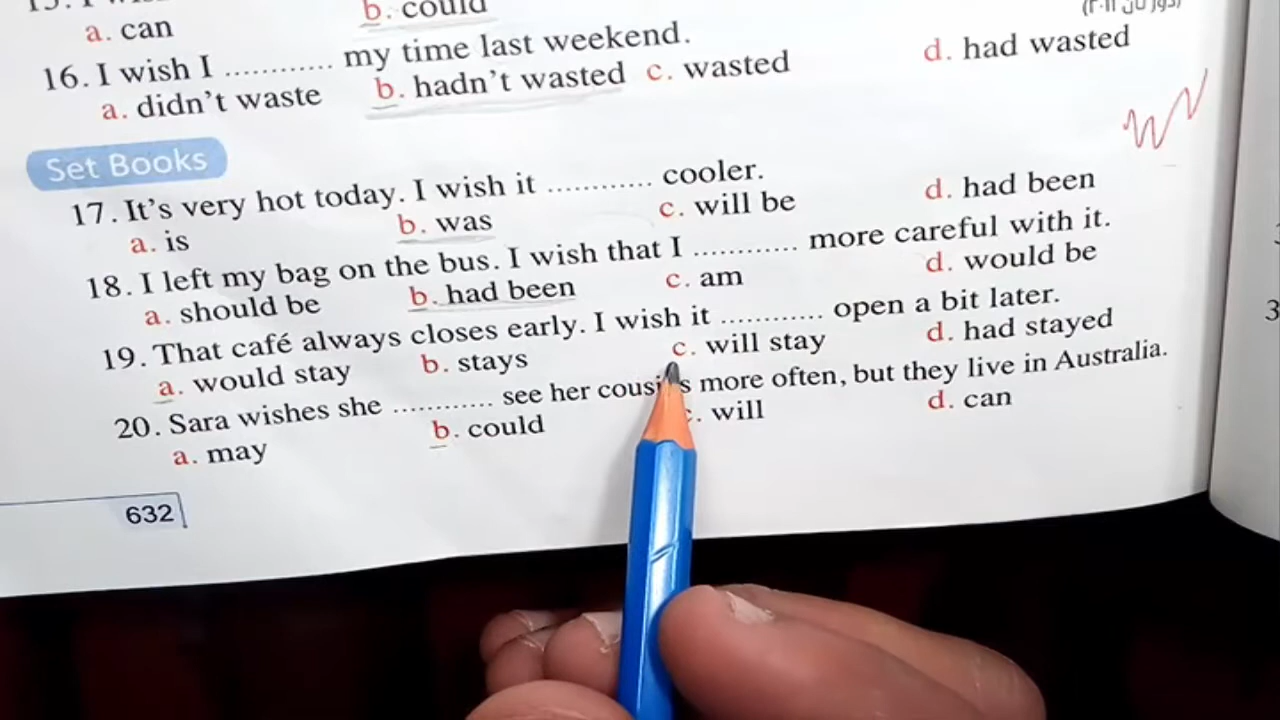 b. could
a. can
16. I wish I ............ my time last weekend.
a. didn't waste b. hadn't wasted c. wasted d. had wasted
Set Books
17. It's very hot today. I wish it ............ cooler.
a. is b. was c. will be d. had been
18. I left my bag on the bus. I wish that I ............ more careful with it.
a. should be b. had been c. am d. would be
19. That café always closes early. I wish it ............ open a bit later.
a. would stay b. stays c. will stay d. had stayed
20. Sara wishes she ............ see her cousins more often, but they live in Australia.
a. may b. could c. will d. can
632